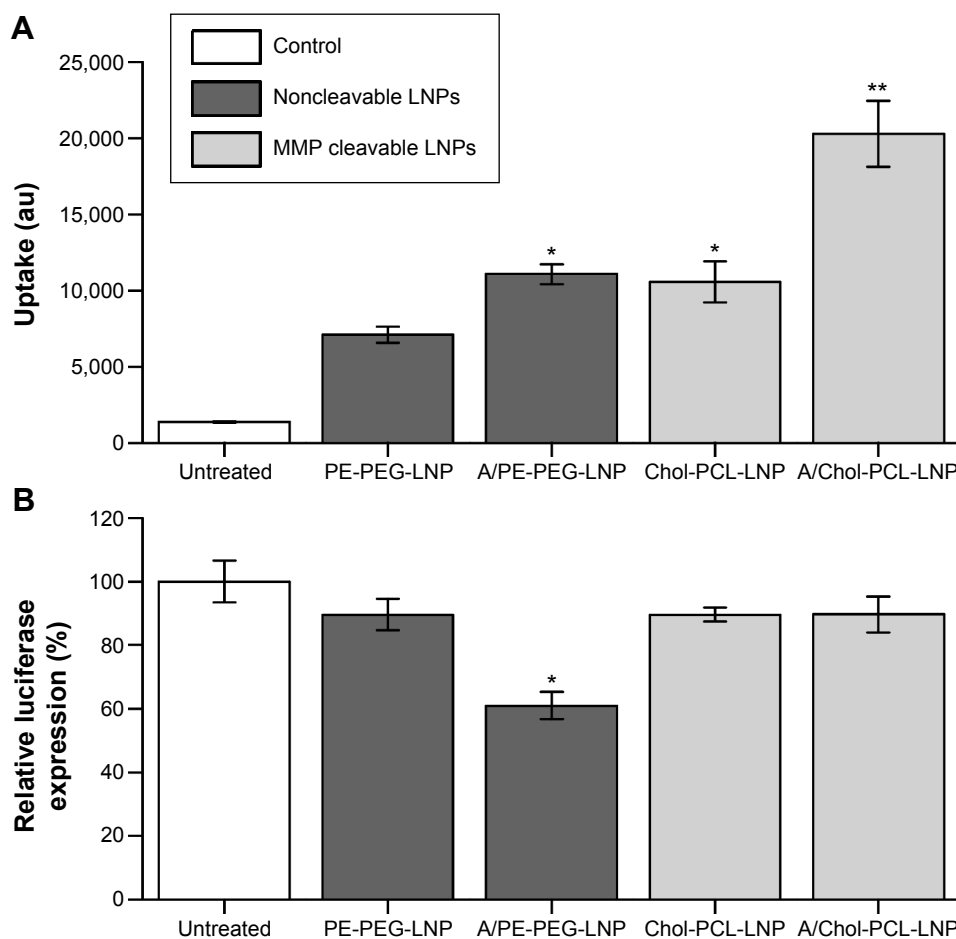 A
Control
Noncleavable LNPs
MMP cleavable LNPs
Uptake (au)
25,000
20,000
15,000
10,000
5,000
0
*
*
**
Untreated PE-PEG-LNP A/PE-PEG-LNP Chol-PCL-LNP A/Chol-PCL-LNP
B
Relative luciferase
expression (%)
120
100
80
60
40
20
0
*
Untreated PE-PEG-LNP A/PE-PEG-LNP Chol-PCL-LNP A/Chol-PCL-LNP